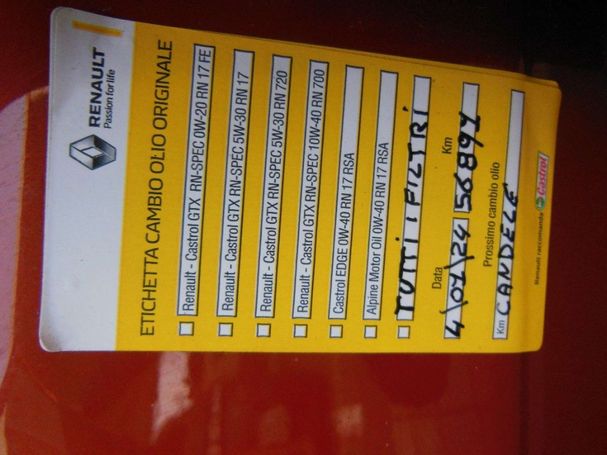 RENAULT
Passion for life
ETICHETTA CAMBIO OLIO ORIGINALE
Renault - Castrol GTX RN-SPEC 0W-20 RN 17 FE
Renault - Castrol GTX RN-SPEC 5W-30 RN 17
Renault - Castrol GTX RN-SPEC 5W-30 RN 720
Renault - Castrol GTX RN-SPEC 10W-40 RN 700
Castrol EDGE 0W-40 RN 17 RSA
Alpine Motor Oil 0W-40 RN 17 RSA
TUTTI I FILTRI
Data Km
4\01\24 56891
Prossimo cambio olio
Km CANDELE
Renault raccomanda Castrol